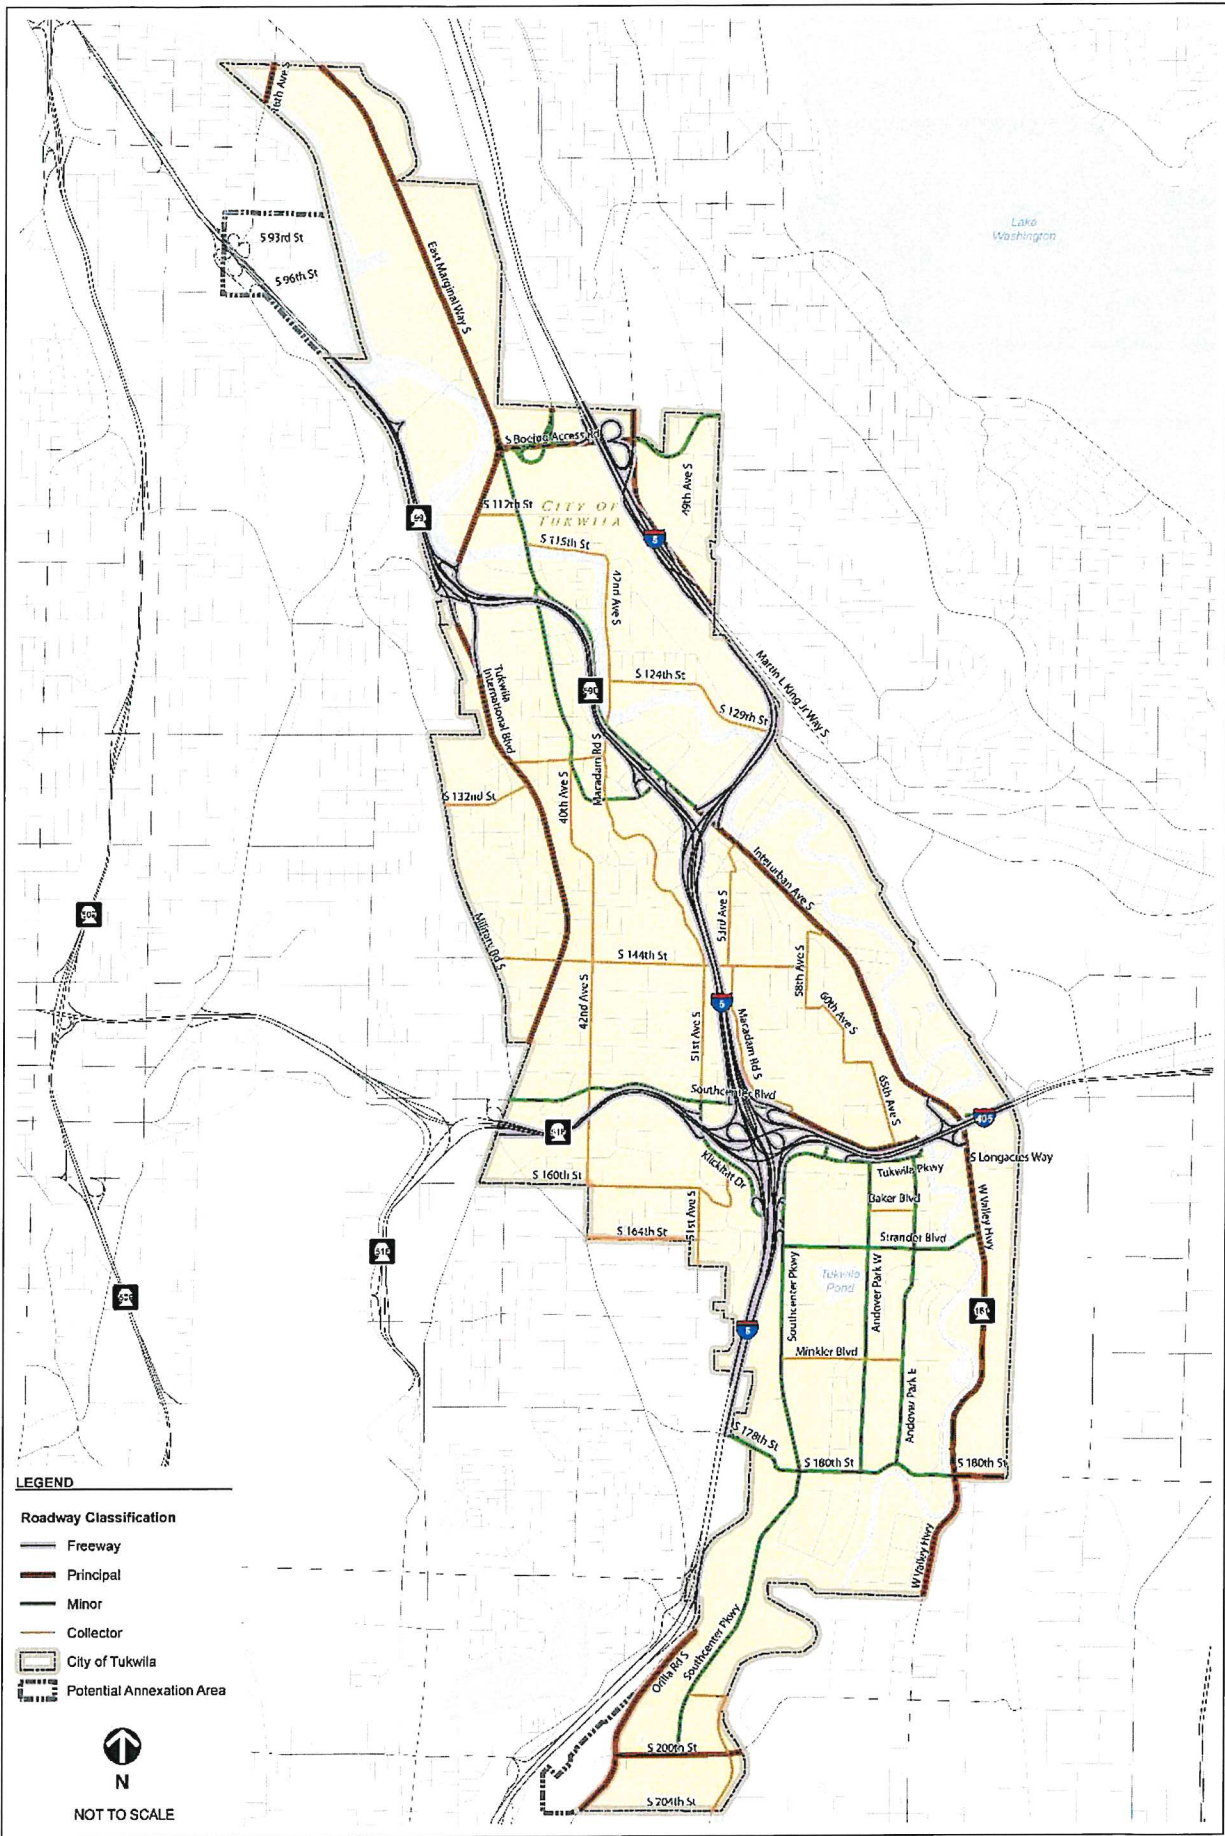 16th Ave S
Lake
Washington
S 93rd St
S 96th St
East Marginal Way S
S Boeing Access Rd
49th Ave S
S 112th St
CITY OF
TUKWILA
S 115th St
5
42nd Ave S
Tukwila
International Blvd
S 124th St
S 129th St
Martin L King Jr Way S
Macadam Rd S
40th Ave S
S 132nd St
Interurban Ave S
53rd Ave S
Military Rd S
S 144th St
58th Ave S
42nd Ave S
5
60th Ave S
51st Ave S
Macadam Rd S
65th Ave S
Southcenter Blvd
405
S Longacres Way
Klickitat Dr
Tukwila Pkwy
S 160th St
Baker Blvd
W Valley Hwy
51st Ave S
S 164th St
Strander Blvd
Southcenter Pkwy
Tukwila
Pond
Andover Park W
5
Minkler Blvd
Andover Park E
S 178th St
S 180th St
S 180th St
W Valley Hwy
Southcenter Pkwy
Orillia Rd S
S 200th St
S 204th St
LEGEND
Roadway Classification
Freeway
Principal
Minor
Collector
City of Tukwila
Potential Annexation Area
N
NOT TO SCALE